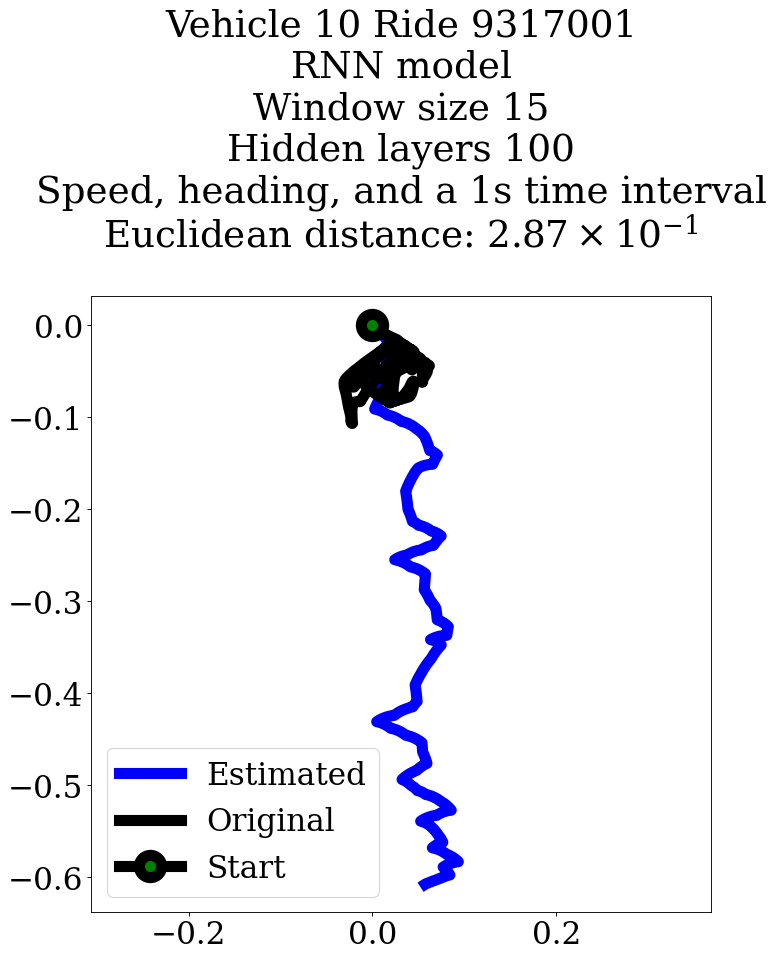 Vehicle 10 Ride 9317001
RNN model
Window size 15
Hidden layers 100
Speed, heading, and a 1s time interval
Euclidean distance: 2.87 × 10⁻¹
0.0
−0.1
−0.2
−0.3
−0.4
−0.5
−0.6
Estimated
Original
Start
−0.2
0.0
0.2